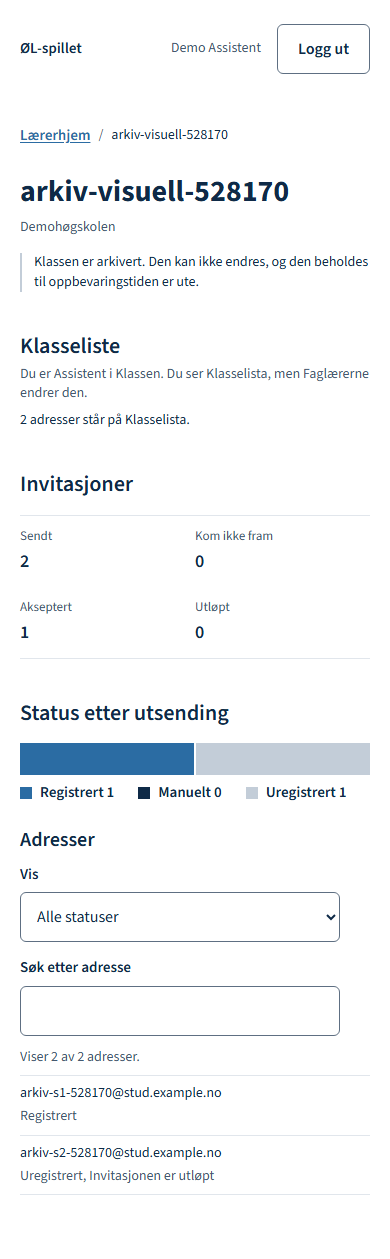 ØL-spillet
Demo Assistent
Logg ut
Lærerhjem / arkiv-visuell-528170
arkiv-visuell-528170
Demohøgskolen
Klassen er arkivert. Den kan ikke endres, og den beholdes
til oppbevaringstiden er ute.
Klasseliste
Du er Assistent i Klassen. Du ser Klasselista, men Faglærerne
endrer den.
2 adresser står på Klasselista.
Invitasjoner
Sendt
2
Kom ikke fram
0
Akseptert
1
Utløpt
0
Status etter utsending
Registrert 1
Manuelt 0
Uregistrert 1
Adresser
Vis
Alle statuser
Søk etter adresse
Viser 2 av 2 adresser.
arkiv-s1-528170@stud.example.no
Registrert
arkiv-s2-528170@stud.example.no
Uregistrert, Invitasjonen er utløpt